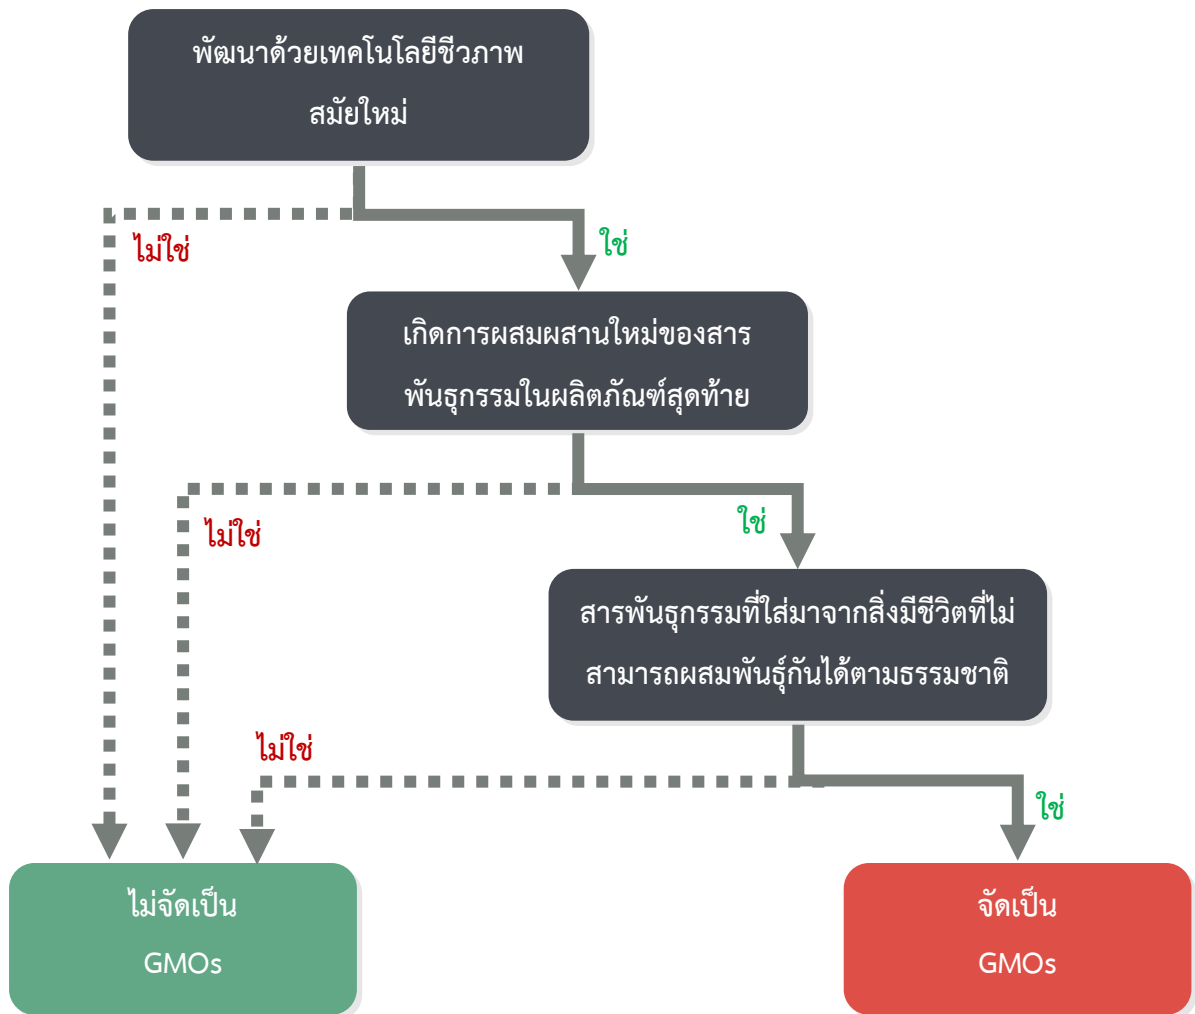 พัฒนาด้วยเทคโนโลยีชีวภาพ
สมัยใหม่
ไม่ใช่
ใช่
เกิดการผสมผสานใหม่ของสาร
พันธุกรรมในผลิตภัณฑ์สุดท้าย
ไม่ใช่
ใช่
สารพันธุกรรมที่ใส่มาจากสิ่งมีชีวิตที่ไม่
สามารถผสมพันธุ์กันได้ตามธรรมชาติ
ไม่ใช่
ใช่
ไม่จัดเป็น
GMOs
จัดเป็น
GMOs